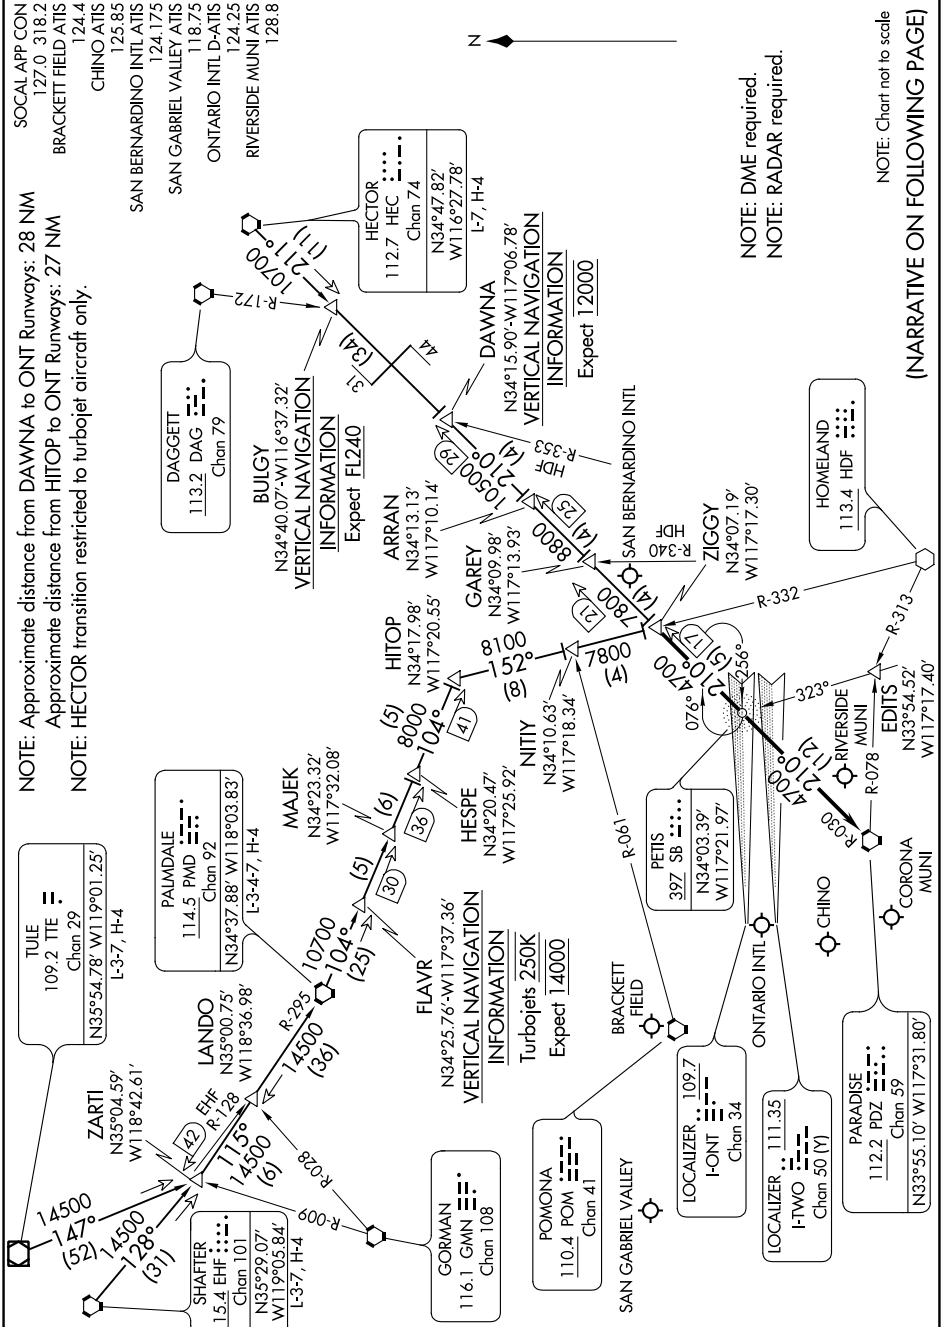 SOCAL APP CON
127.0 318.2
BRACKETT FIELD ATIS
124.4
CHINO ATIS
125.85
SAN BERNARDINO INTL ATIS
124.175
SAN GABRIEL VALLEY ATIS
118.75
ONTARIO INTL D-ATIS
124.25
RIVERSIDE MUNI ATIS
128.8
NOTE: Approximate distance from DAWNA to ONT Runways: 28 NM
Approximate distance from HITOP to ONT Runways: 27 NM
NOTE: HECTOR transition restricted to turbojet aircraft only.
N
TULE
109.2 TTE
Chan 29
N35°54.78' W119°01.25'
L-3-7, H-4
PALMDALE
114.5 PMD
Chan 92
N34°37.88' W118°03.83'
L-3-4-7, H-4
DAGGETT
113.2 DAG
Chan 79
HECTOR
112.7 HEC
Chan 74
N34°47.82'
W116°27.78'
L-7, H-4
10700
211°
(11)
R-172
BULGY
N34°40.07'-W116°37.32'
VERTICAL NAVIGATION
INFORMATION
Expect FL240
(34)
31
44
DAWNA
N34°15.90'-W117°06.78'
VERTICAL NAVIGATION
INFORMATION
Expect 12000
29
10500
210°
(4)
HDF
R-353
ARRAN
N34°13.13'
W117°10.14'
25
8800
(4)
GAREY
N34°09.98'
W117°13.93'
21
7800
(4)
SAN BERNARDINO INTL
R-340
HDF
ZIGGY
N34°07.19'
W117°17.30'
HITOP
N34°17.98'
W117°20.55'
8100
152°
(8)
NITIY
N34°10.63'
W117°18.34'
7800
(4)
17
4700
210°
(5)
076°
256°
MAJEK
N34°23.32'
W117°32.08'
(6)
36
HESPE
N34°20.47'
W117°25.92'
(5)
8000
104°
41
(5)
30
FLAVR
N34°25.76'-W117°37.36'
VERTICAL NAVIGATION
INFORMATION
Turbojets 250K
Expect 14000
10700
104°
(25)
LANDO
N35°00.75'
W118°36.98'
R-295
14500
(36)
ZARTI
N35°04.59'
W118°42.61'
42
EHF
R-128
115°
14500
(6)
14500
147°
(52)
14500
128°
(31)
SHAFTER
15.4 EHF
Chan 101
N35°29.07'
W119°05.84'
L-3-7, H-4
R-009
R-028
GORMAN
116.1 GMN
Chan 108
R-061
PETIS
397 SB
N34°03.39'
W117°21.97'
BRACKETT
FIELD
POMONA
110.4 POM
Chan 41
SAN GABRIEL VALLEY
LOCALIZER 109.7
I-ONT
Chan 34
ONTARIO INTL
LOCALIZER 111.35
I-TWO
Chan 50 (Y)
CHINO
CORONA
MUNI
PARADISE
112.2 PDZ
Chan 59
N33°55.10' W117°31.80'
4700
210°
(12)
R-030
RIVERSIDE
MUNI
R-078
323°
EDITS
N33°54.52'
W117°17.40'
R-332
R-313
HOMELAND
113.4 HDF
NOTE: DME required.
NOTE: RADAR required.
NOTE: Chart not to scale
(NARRATIVE ON FOLLOWING PAGE)